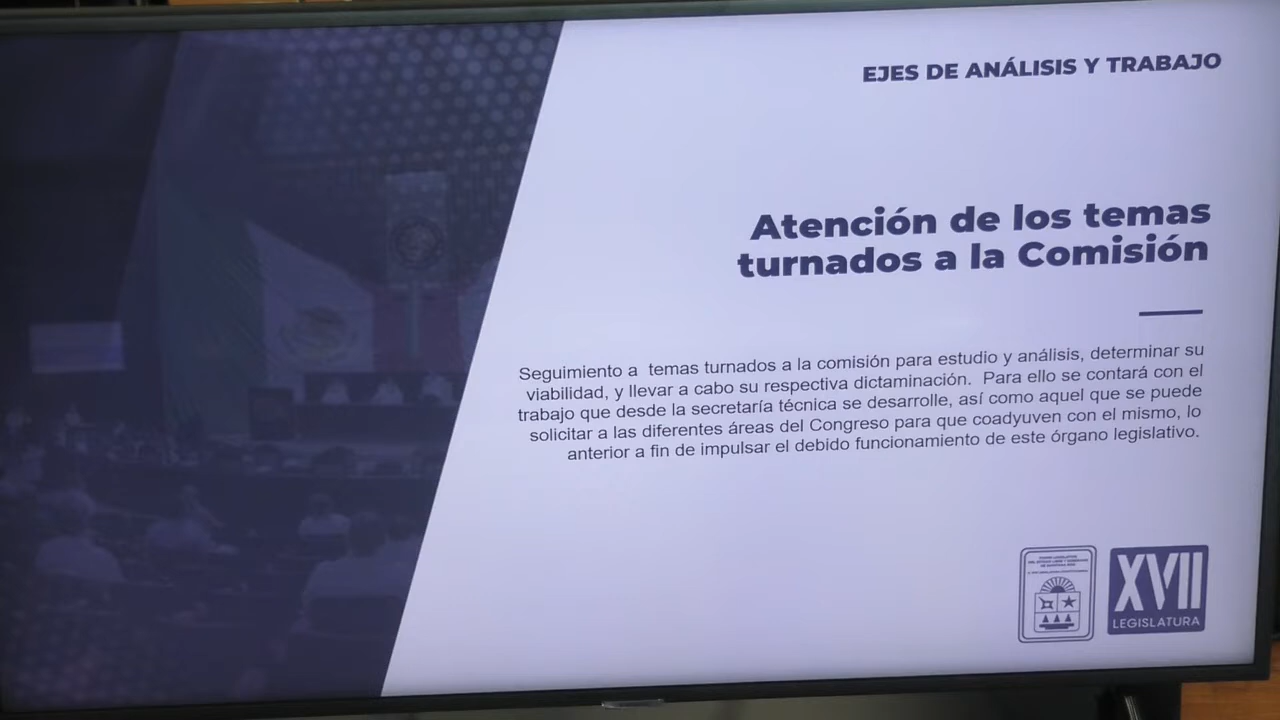 EJES DE ANÁLISIS Y TRABAJO
Atención de los temas
turnados a la Comisión
Seguimiento a temas turnados a la comisión para estudio y análisis, determinar su
viabilidad, y llevar a cabo su respectiva dictaminación. Para ello se contará con el
trabajo que desde la secretaría técnica se desarrolle, así como aquel que se puede
solicitar a las diferentes áreas del Congreso para que coadyuven con el mismo, lo
anterior a fin de impulsar el debido funcionamiento de este órgano legislativo.
XVII
LEGISLATURA